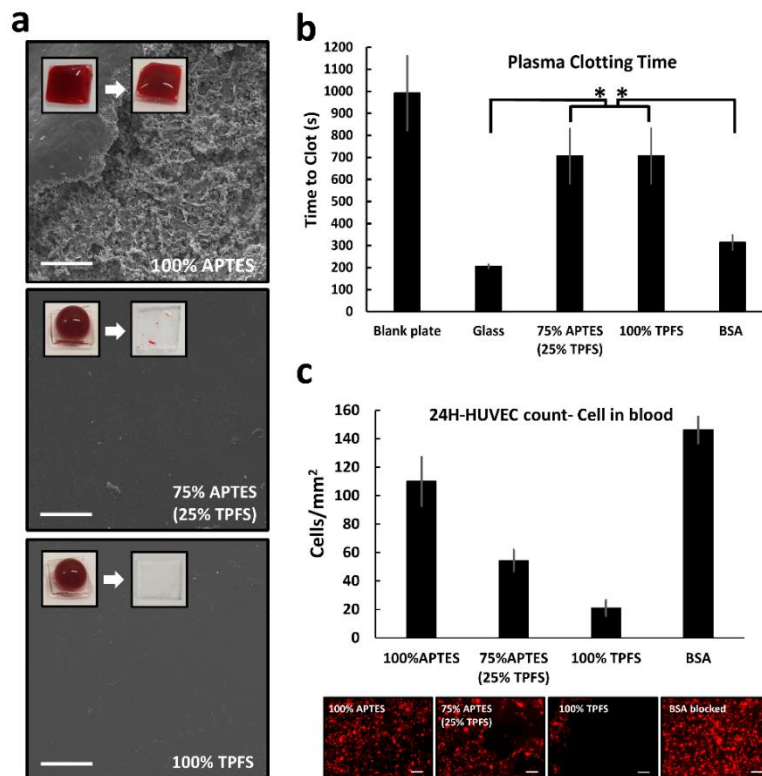 a
100% APTES
75% APTES
(25% TPFS)
100% TPFS
b
Plasma Clotting Time
Time to Clot (s)
1200
1100
1000
900
800
700
600
500
400
300
200
100
0
* *
Blank plate Glass 75% APTES 100% TPFS BSA
(25% TPFS)
c
24H-HUVEC count- Cell in blood
Cells/mm2
160
140
120
100
80
60
40
20
0
100%APTES 75%APTES 100% TPFS BSA
(25% TPFS)
100% APTES 75% APTES 100% TPFS BSA blocked
(25% TPFS)